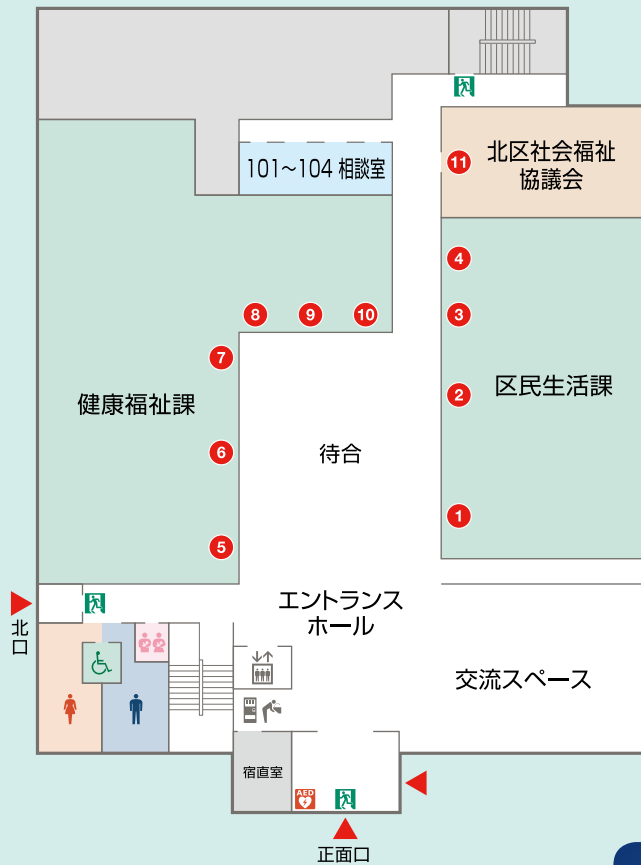 101〜104 相談室
北区社会福祉
協議会
11
4
3
2
1
区民生活課
8
9
10
7
6
5
健康福祉課
待合
エントランス
ホール
交流スペース
北口
宿直室
AED
正面口